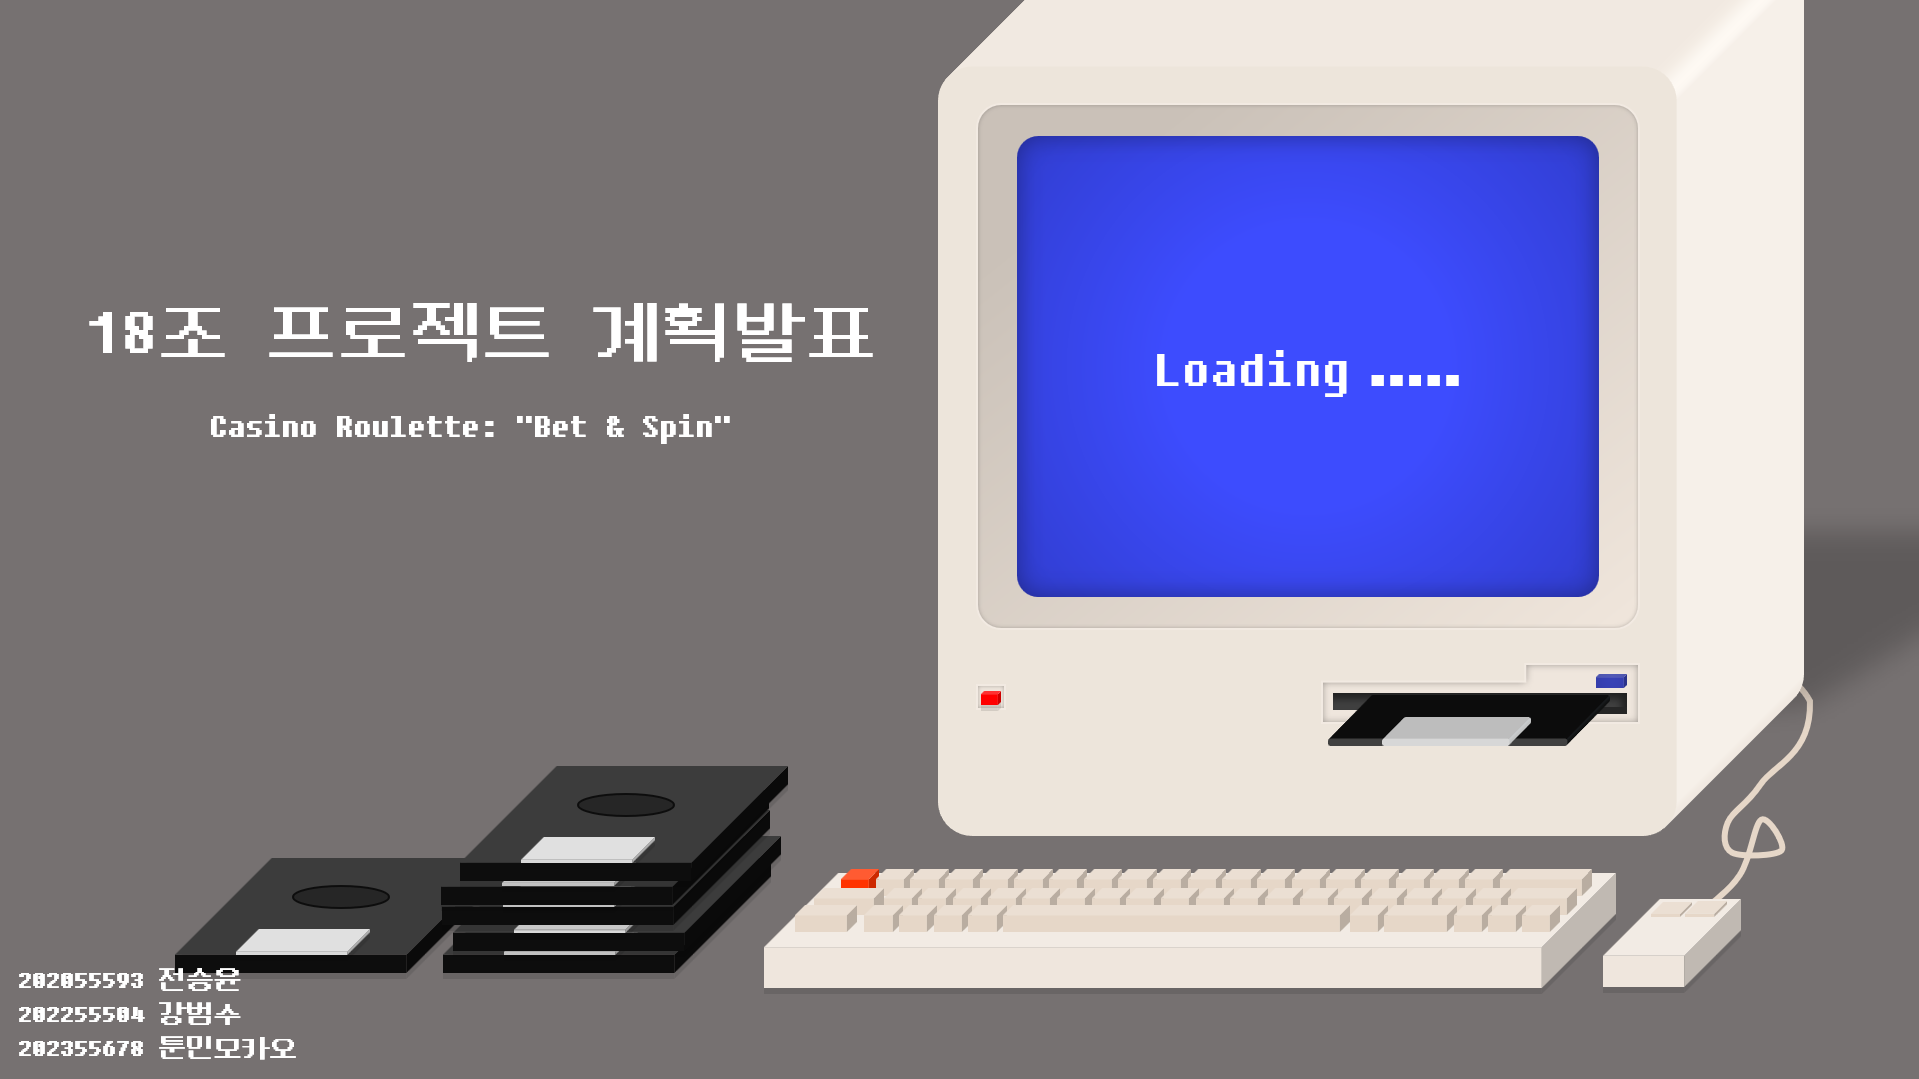 18조 프로젝트 계획발표
Casino Roulette: "Bet & Spin"
Loading .....
202055593 전승윤
202255504 강범수
202355678 툰민모카오